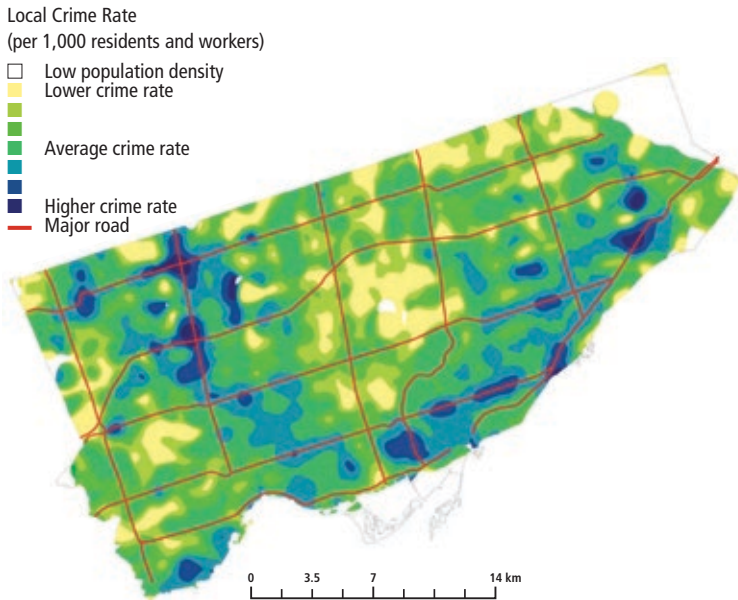 Local Crime Rate
(per 1,000 residents and workers)
Low population density
Lower crime rate
Average crime rate
Higher crime rate
Major road
0 3.5 7 14 km